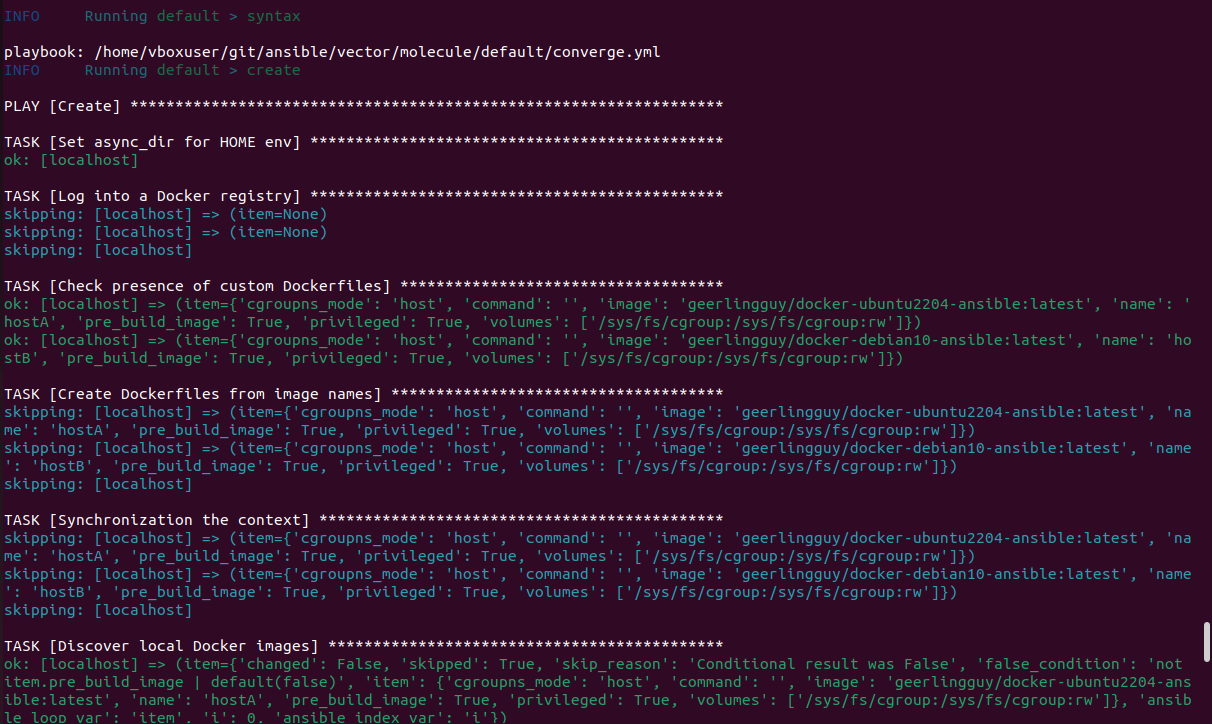 INFO     Running default > syntax
playbook: /home/vboxuser/git/ansible/vector/molecule/default/converge.yml
INFO     Running default > create
PLAY [Create] ******************************************************************
TASK [Set async_dir for HOME env] **********************************************
ok: [localhost]
TASK [Log into a Docker registry] **********************************************
skipping: [localhost] => (item=None)
skipping: [localhost] => (item=None)
skipping: [localhost]
TASK [Check presence of custom Dockerfiles] ************************************
ok: [localhost] => (item={'cgroupns_mode': 'host', 'command': '', 'image': 'geerlingguy/docker-ubuntu2204-ansible:latest', 'name': '
hostA', 'pre_build_image': True, 'privileged': True, 'volumes': ['/sys/fs/cgroup:/sys/fs/cgroup:rw']})
ok: [localhost] => (item={'cgroupns_mode': 'host', 'command': '', 'image': 'geerlingguy/docker-debian10-ansible:latest', 'name': 'ho
stB', 'pre_build_image': True, 'privileged': True, 'volumes': ['/sys/fs/cgroup:/sys/fs/cgroup:rw']})
TASK [Create Dockerfiles from image names] *************************************
skipping: [localhost] => (item={'cgroupns_mode': 'host', 'command': '', 'image': 'geerlingguy/docker-ubuntu2204-ansible:latest', 'na
me': 'hostA', 'pre_build_image': True, 'privileged': True, 'volumes': ['/sys/fs/cgroup:/sys/fs/cgroup:rw']})
skipping: [localhost] => (item={'cgroupns_mode': 'host', 'command': '', 'image': 'geerlingguy/docker-debian10-ansible:latest', 'name
': 'hostB', 'pre_build_image': True, 'privileged': True, 'volumes': ['/sys/fs/cgroup:/sys/fs/cgroup:rw']})
skipping: [localhost]
TASK [Synchronization the context] *********************************************
skipping: [localhost] => (item={'cgroupns_mode': 'host', 'command': '', 'image': 'geerlingguy/docker-ubuntu2204-ansible:latest', 'na
me': 'hostA', 'pre_build_image': True, 'privileged': True, 'volumes': ['/sys/fs/cgroup:/sys/fs/cgroup:rw']})
skipping: [localhost] => (item={'cgroupns_mode': 'host', 'command': '', 'image': 'geerlingguy/docker-debian10-ansible:latest', 'name
': 'hostB', 'pre_build_image': True, 'privileged': True, 'volumes': ['/sys/fs/cgroup:/sys/fs/cgroup:rw']})
skipping: [localhost]
TASK [Discover local Docker images] ********************************************
ok: [localhost] => (item={'changed': False, 'skipped': True, 'skip_reason': 'Conditional result was False', 'false_condition': 'not 
item.pre_build_image | default(false)', 'item': {'cgroupns_mode': 'host', 'command': '', 'image': 'geerlingguy/docker-ubuntu2204-ans
ible:latest', 'name': 'hostA', 'pre_build_image': True, 'privileged': True, 'volumes': ['/sys/fs/cgroup:/sys/fs/cgroup:rw']}, 'ansib
le_loop_var': 'item', 'i': 0, 'ansible_index_var': 'i'})